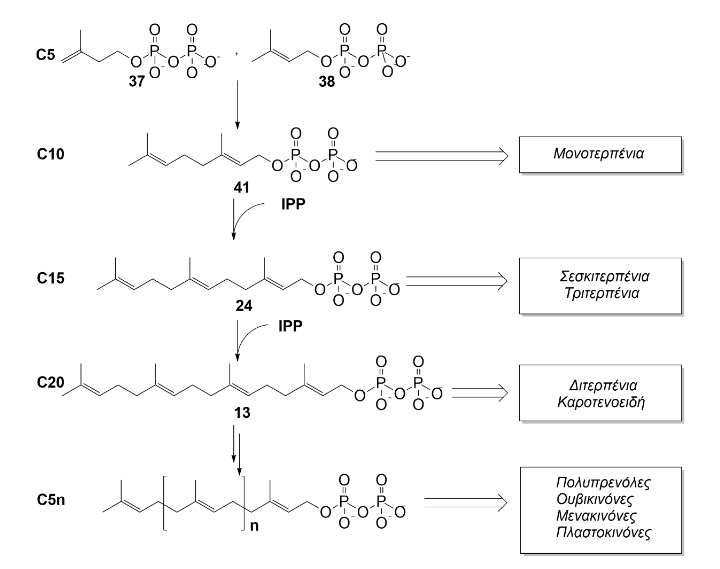 C5
37
+
38
C10
41
Μονοτερπένια
IPP
C15
24
Σεσκιτερπένια
Τριτερπένια
IPP
C20
13
Διτερπένια
Καροτενοειδή
C5n
n
Πολυπρενόλες
Ουβικινόνες
Μενακινόνες
Πλαστοκινόνες